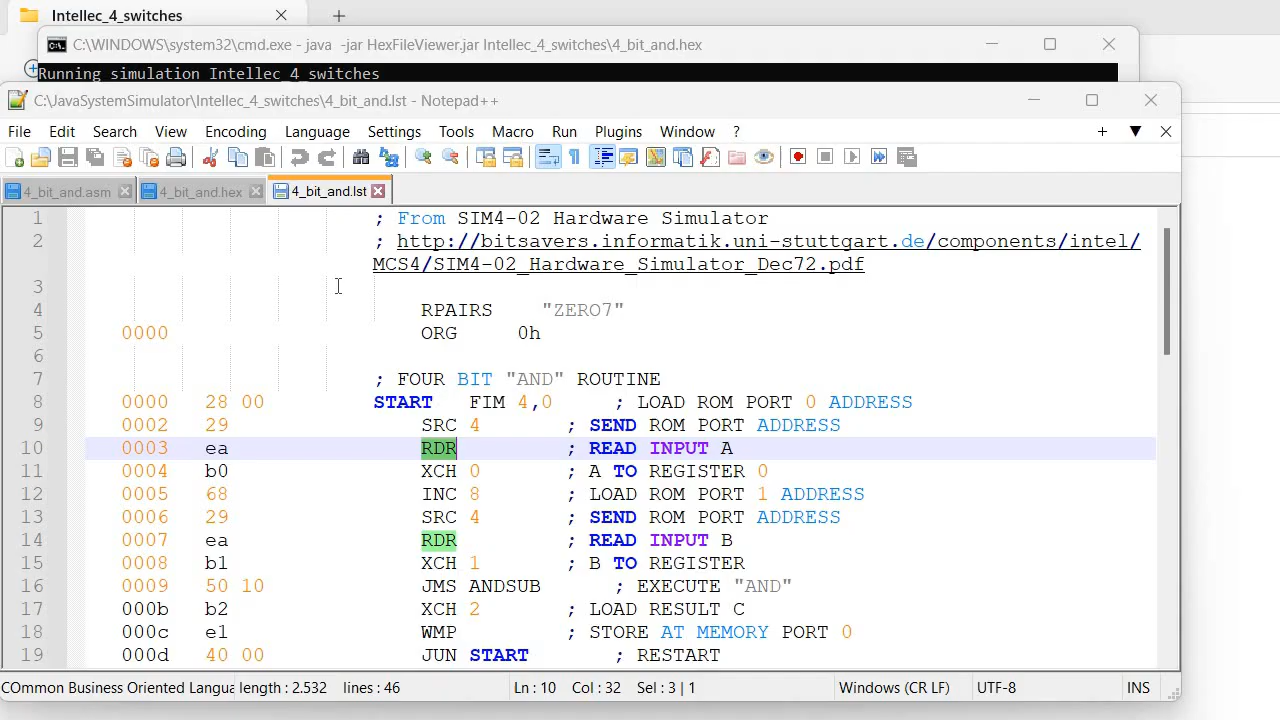 Intellec_4_switches
C:\WINDOWS\system32\cmd.exe - java -jar HexFileViewer.jar Intellec_4_switches\4_bit_and.hex
Running simulation Intellec_4_switches
C:\JavaSystemSimulator\Intellec_4_switches\4_bit_and.lst - Notepad++
File Edit Search View Encoding Language Settings Tools Macro Run Plugins Window ?
4_bit_and.asm 4_bit_and.hex 4_bit_and.lst
1 ; From SIM4-02 Hardware Simulator
2 ; http://bitsavers.informatik.uni-stuttgart.de/components/intel/
MCS4/SIM4-02_Hardware_Simulator_Dec72.pdf
3
4 RPAIRS "ZERO7"
5 0000 ORG 0h
6
7 ; FOUR BIT "AND" ROUTINE
8 0000 28 00 START FIM 4,0 ; LOAD ROM PORT 0 ADDRESS
9 0002 29 SRC 4 ; SEND ROM PORT ADDRESS
10 0003 ea RDR ; READ INPUT A
11 0004 b0 XCH 0 ; A TO REGISTER 0
12 0005 68 INC 8 ; LOAD ROM PORT 1 ADDRESS
13 0006 29 SRC 4 ; SEND ROM PORT ADDRESS
14 0007 ea RDR ; READ INPUT B
15 0008 b1 XCH 1 ; B TO REGISTER
16 0009 50 10 JMS ANDSUB ; EXECUTE "AND"
17 000b b2 XCH 2 ; LOAD RESULT C
18 000c e1 WMP ; STORE AT MEMORY PORT 0
19 000d 40 00 JUN START ; RESTART
COmmon Business Oriented Langua length : 2.532 lines : 46 Ln : 10 Col : 32 Sel : 3 | 1 Windows (CR LF) UTF-8 INS